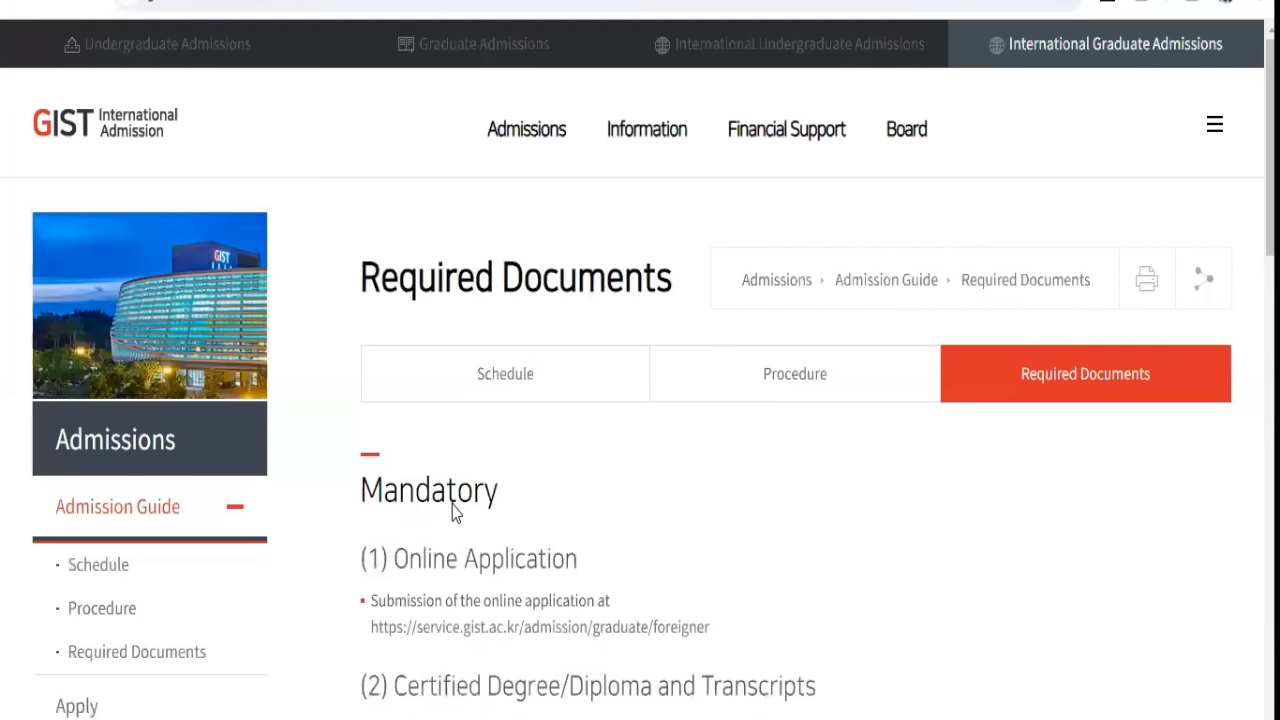 Undergraduate Admissions
Graduate Admissions
International Undergraduate Admissions
International Graduate Admissions
GIST International Admission
Admissions
Information
Financial Support
Board
GIST
Required Documents
Admissions › Admission Guide › Required Documents
Schedule
Procedure
Required Documents
Admissions
Admission Guide
Schedule
Procedure
Required Documents
Apply
Mandatory
(1) Online Application
Submission of the online application at
https://service.gist.ac.kr/admission/graduate/foreigner
(2) Certified Degree/Diploma and Transcripts